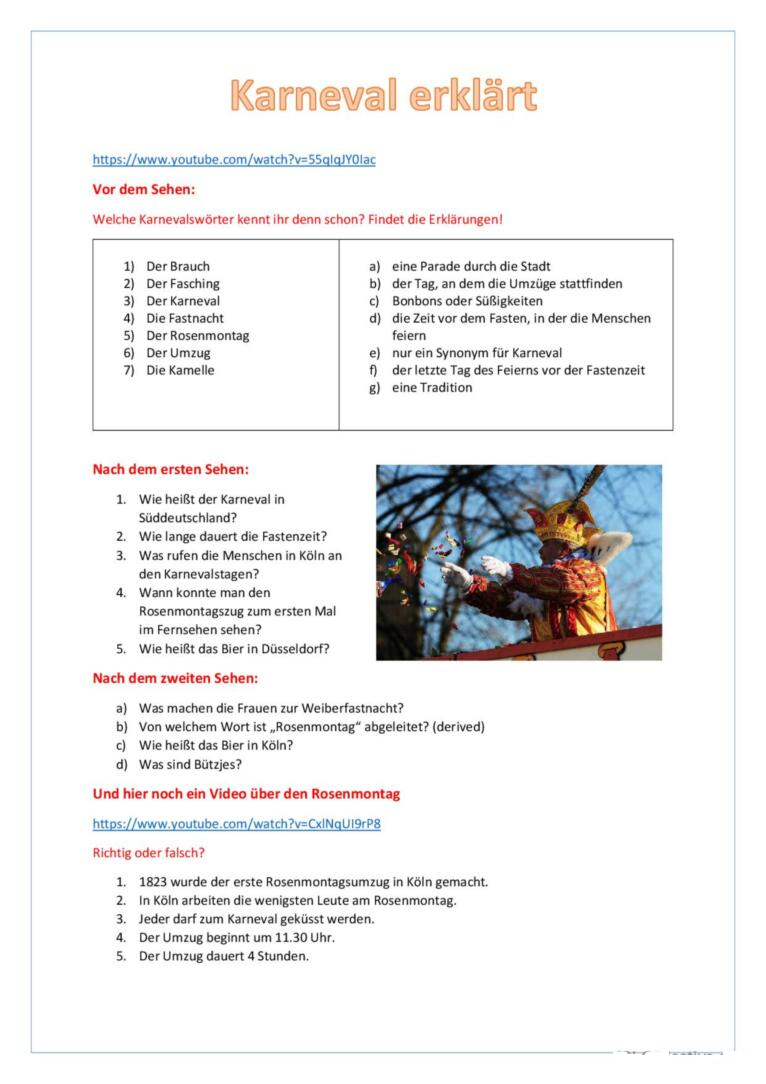 Karneval erklärt
https://www.youtube.com/watch?v=55qIqJY0Iac
Vor dem Sehen:
Welche Karnevalswörter kennt ihr denn schon? Findet die Erklärungen!
1) Der Brauch
2) Der Fasching
3) Der Karneval
4) Die Fastnacht
5) Der Rosenmontag
6) Der Umzug
7) Die Kamelle
a) eine Parade durch die Stadt
b) der Tag, an dem die Umzüge stattfinden
c) Bonbons oder Süßigkeiten
d) die Zeit vor dem Fasten, in der die Menschen
feiern
e) nur ein Synonym für Karneval
f) der letzte Tag des Feierns vor der Fastenzeit
g) eine Tradition
Nach dem ersten Sehen:
1. Wie heißt der Karneval in
Süddeutschland?
2. Wie lange dauert die Fastenzeit?
3. Was rufen die Menschen in Köln an
den Karnevalstagen?
4. Wann konnte man den
Rosenmontagszug zum ersten Mal
im Fernsehen sehen?
5. Wie heißt das Bier in Düsseldorf?
Nach dem zweiten Sehen:
a) Was machen die Frauen zur Weiberfastnacht?
b) Von welchem Wort ist „Rosenmontag“ abgeleitet? (derived)
c) Wie heißt das Bier in Köln?
d) Was sind Bützjes?
Und hier noch ein Video über den Rosenmontag
https://www.youtube.com/watch?v=CxlNqUI9rP8
Richtig oder falsch?
1. 1823 wurde der erste Rosenmontagsumzug in Köln gemacht.
2. In Köln arbeiten die wenigsten Leute am Rosenmontag.
3. Jeder darf zum Karneval geküsst werden.
4. Der Umzug beginnt um 11.30 Uhr.
5. Der Umzug dauert 4 Stunden.